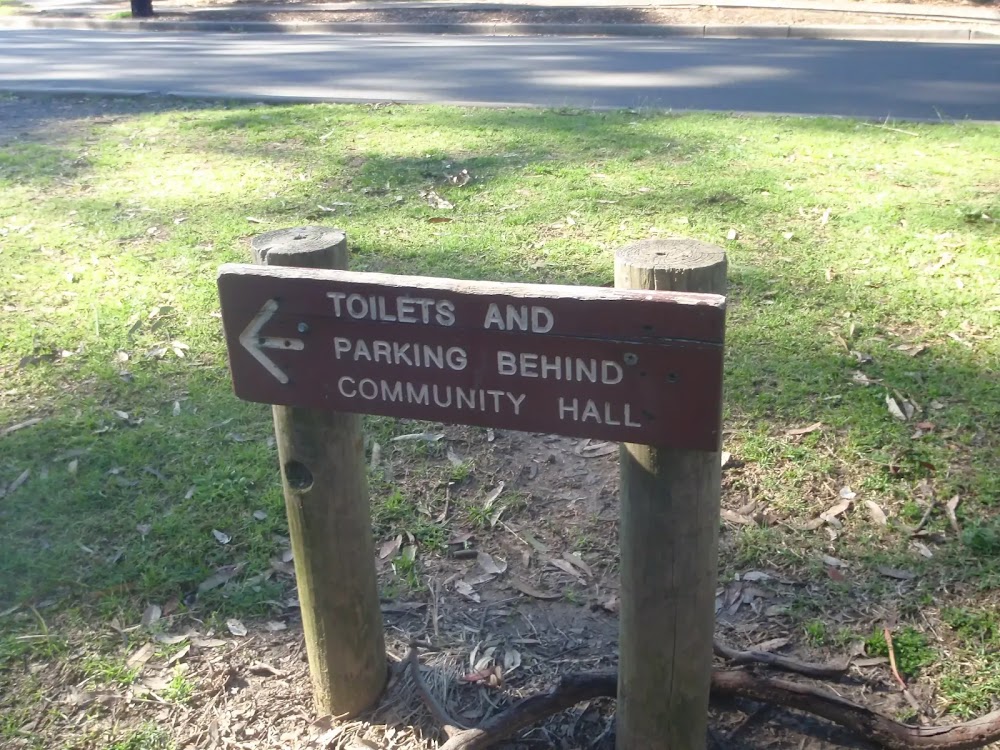 TOILETS AND
PARKING BEHIND
COMMUNITY HALL